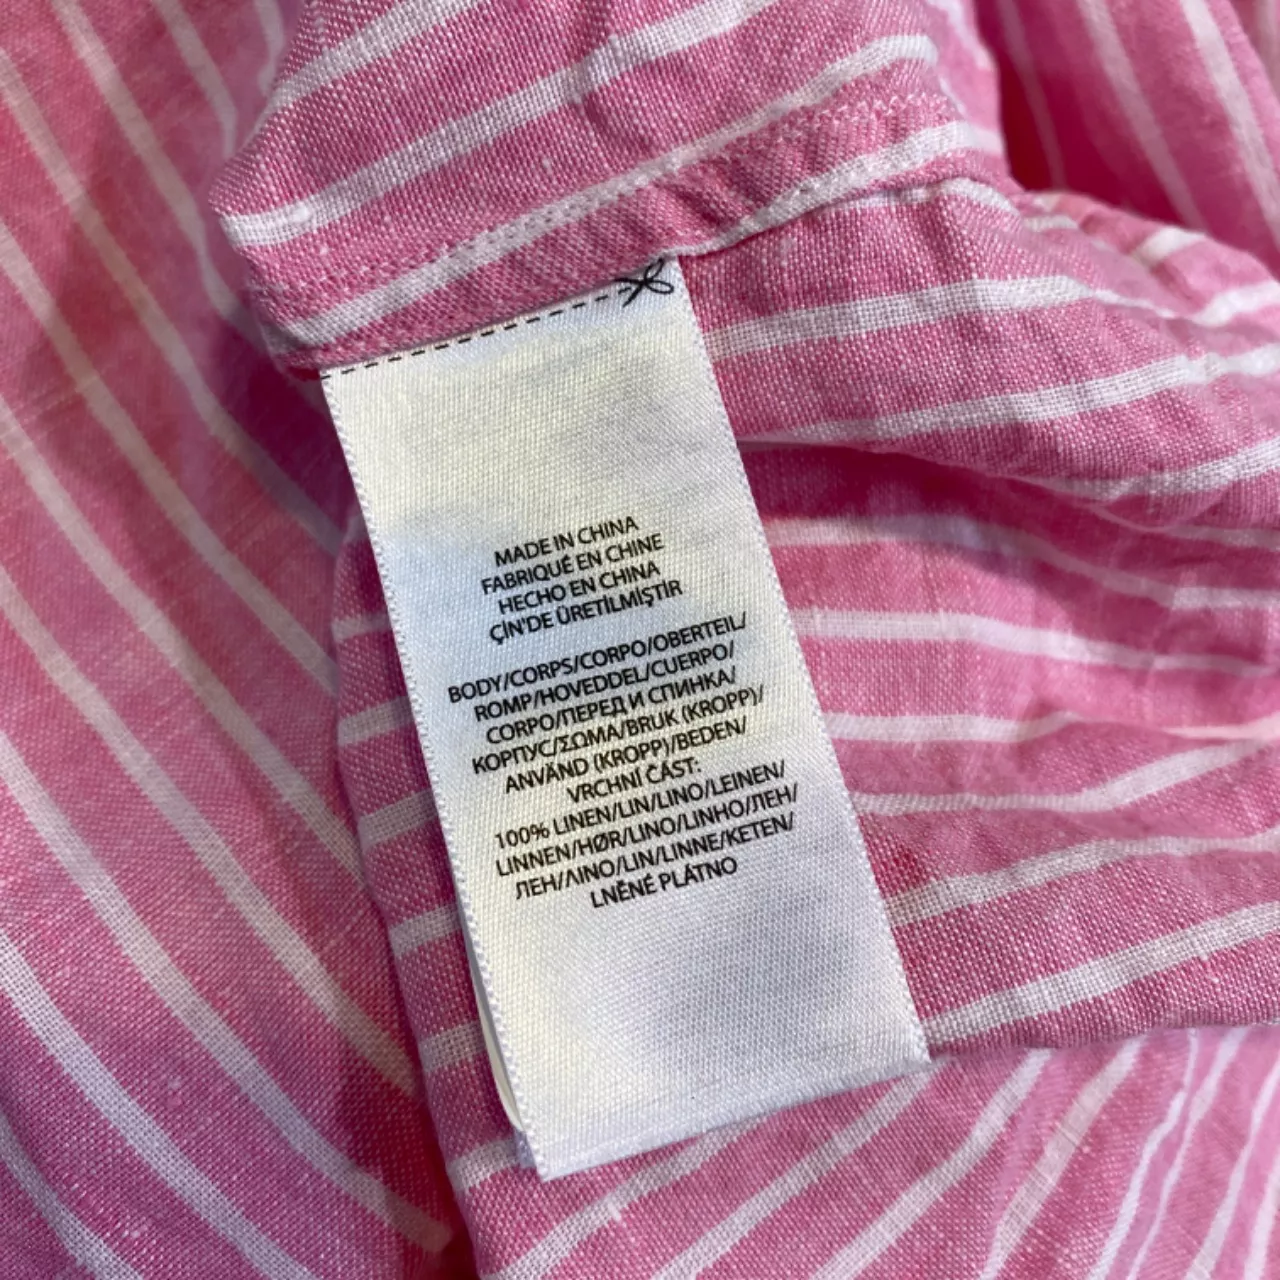 MADE IN CHINA
FABRIQUÉ EN CHINE
HECHO EN CHINA
ÇİN'DE ÜRETİLMİŞTİR
BODY/CORPS/CORPO/OBERTEIL/
ROMP/HOVEDDEL/CUERPO/
CORPO/ПЕРЕД И СПИНКА/
КОРПУС/ΣΩΜΑ/BRUK (KROPP)/
ANVÄND (KROPP)/BEDEN/
VRCHNÍ ČÁST:
100% LINEN/LIN/LINO/LEINEN/
LINNEN/HØR/LINO/LINHO/ЛЕН/
ЛЕН/ΛΙΝΟ/LIN/LINNE/KETEN/
LNĚNÉ PLÁTNO